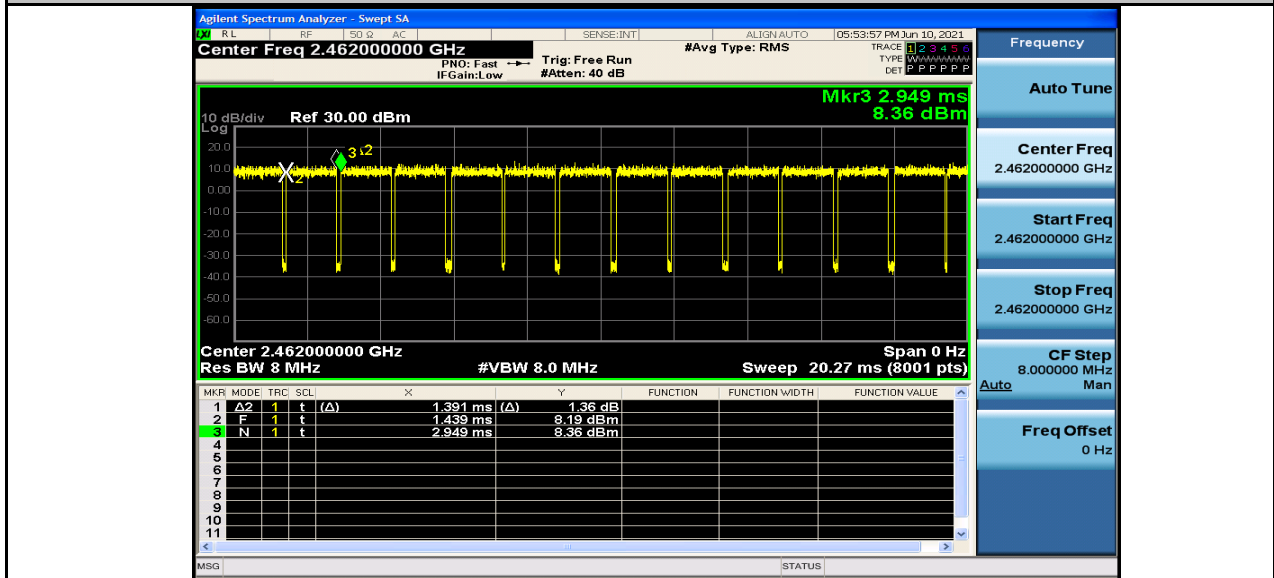 Agilent Spectrum Analyzer - Swept SA
LXI RL RF 50 Ω AC SENSE:INT ALIGN AUTO 05:53:57 PM Jun 10, 2021
Center Freq 2.462000000 GHz
PNO: Fast
IFGain:Low
Trig: Free Run
#Atten: 40 dB
#Avg Type: RMS
TRACE 1 2 3 4 5 6
TYPE WWWWWW
DET P P P P P P
Mkr3 2.949 ms
8.36 dBm
10 dB/div
Log
Ref 30.00 dBm
20.0
10.0
0.00
-10.0
-20.0
-30.0
-40.0
-50.0
-60.0
X2
3
Center 2.462000000 GHz
Span 0 Hz
Res BW 8 MHz
#VBW 8.0 MHz
Sweep 20.27 ms (8001 pts)
MKR MODE TRC SCL X Y FUNCTION FUNCTION WIDTH FUNCTION VALUE
1 Δ2 1 t (Δ) 1.391 ms (Δ) 1.36 dB
2 F 1 t 1.439 ms 8.19 dBm
3 N 1 t 2.949 ms 8.36 dBm
4
5
6
7
8
9
10
11
MSG
STATUS
Frequency
Auto Tune
Center Freq
2.462000000 GHz
Start Freq
2.462000000 GHz
Stop Freq
2.462000000 GHz
CF Step
8.000000 MHz
Auto Man
Freq Offset
0 Hz